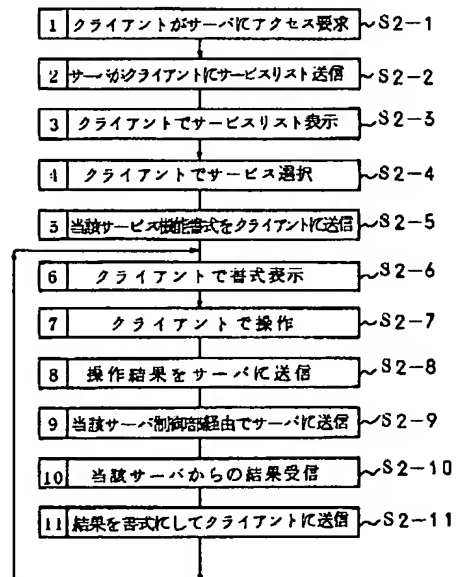 1 クライアントがサーバにアクセス要求 S2-1
2 サーバがクライアントにサービスリスト送信 S2-2
3 クライアントでサービスリスト表示 S2-3
4 クライアントでサービス選択 S2-4
5 当該サービス機能書式をクライアントに送信 S2-5
6 クライアントで書式表示 S2-6
7 クライアントで操作 S2-7
8 操作結果をサーバに送信 S2-8
9 当該サーバ制御部経由でサーバに送信 S2-9
10 当該サーバからの結果受信 S2-10
11 結果を書式にしてクライアントに送信 S2-11